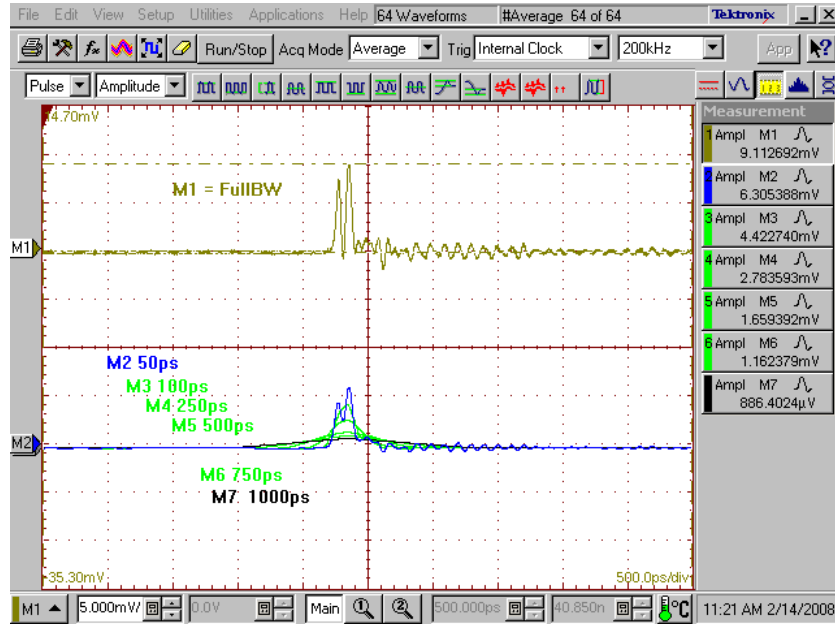 File Edit View Setup Utilities Applications Help 64 Waveforms #Average 64 of 64 Tektronix
Run/Stop Acq Mode Average Trig Internal Clock 200kHz App
Pulse Amplitude
14.70mV
M1 = FullBW
M1
M2 50ps
M3 100ps
M4 250ps
M5 500ps
M2
M6 750ps
M7 1000ps
-35.30mV
500.0ps/div
Measurement
1 Ampl M1
9.112692mV
2 Ampl M2
6.305388mV
3 Ampl M3
4.422740mV
4 Ampl M4
2.783593mV
5 Ampl M5
1.659392mV
6 Ampl M6
1.162379mV
Ampl M7
886.4024µV
M1 5.000mV/ 0.0V Main 1 2 500.000ps 40.850n °C 11:21 AM 2/14/2008